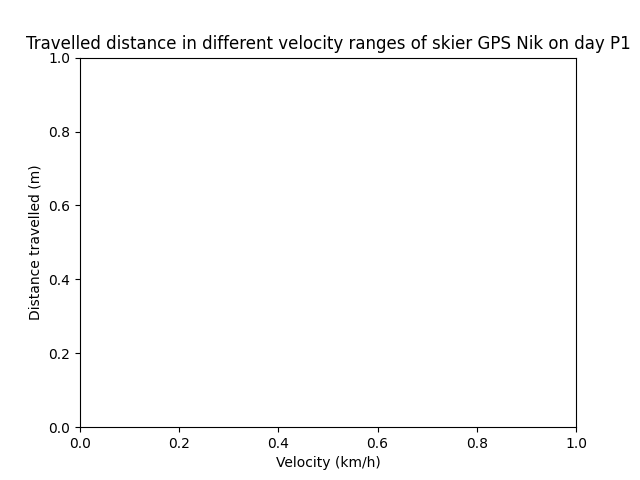 Travelled distance in different velocity ranges of skier GPS Nik on day P1
1.0
0.8
0.6
0.4
0.2
0.0
Distance travelled (m)
0.0 0.2 0.4 0.6 0.8 1.0
Velocity (km/h)